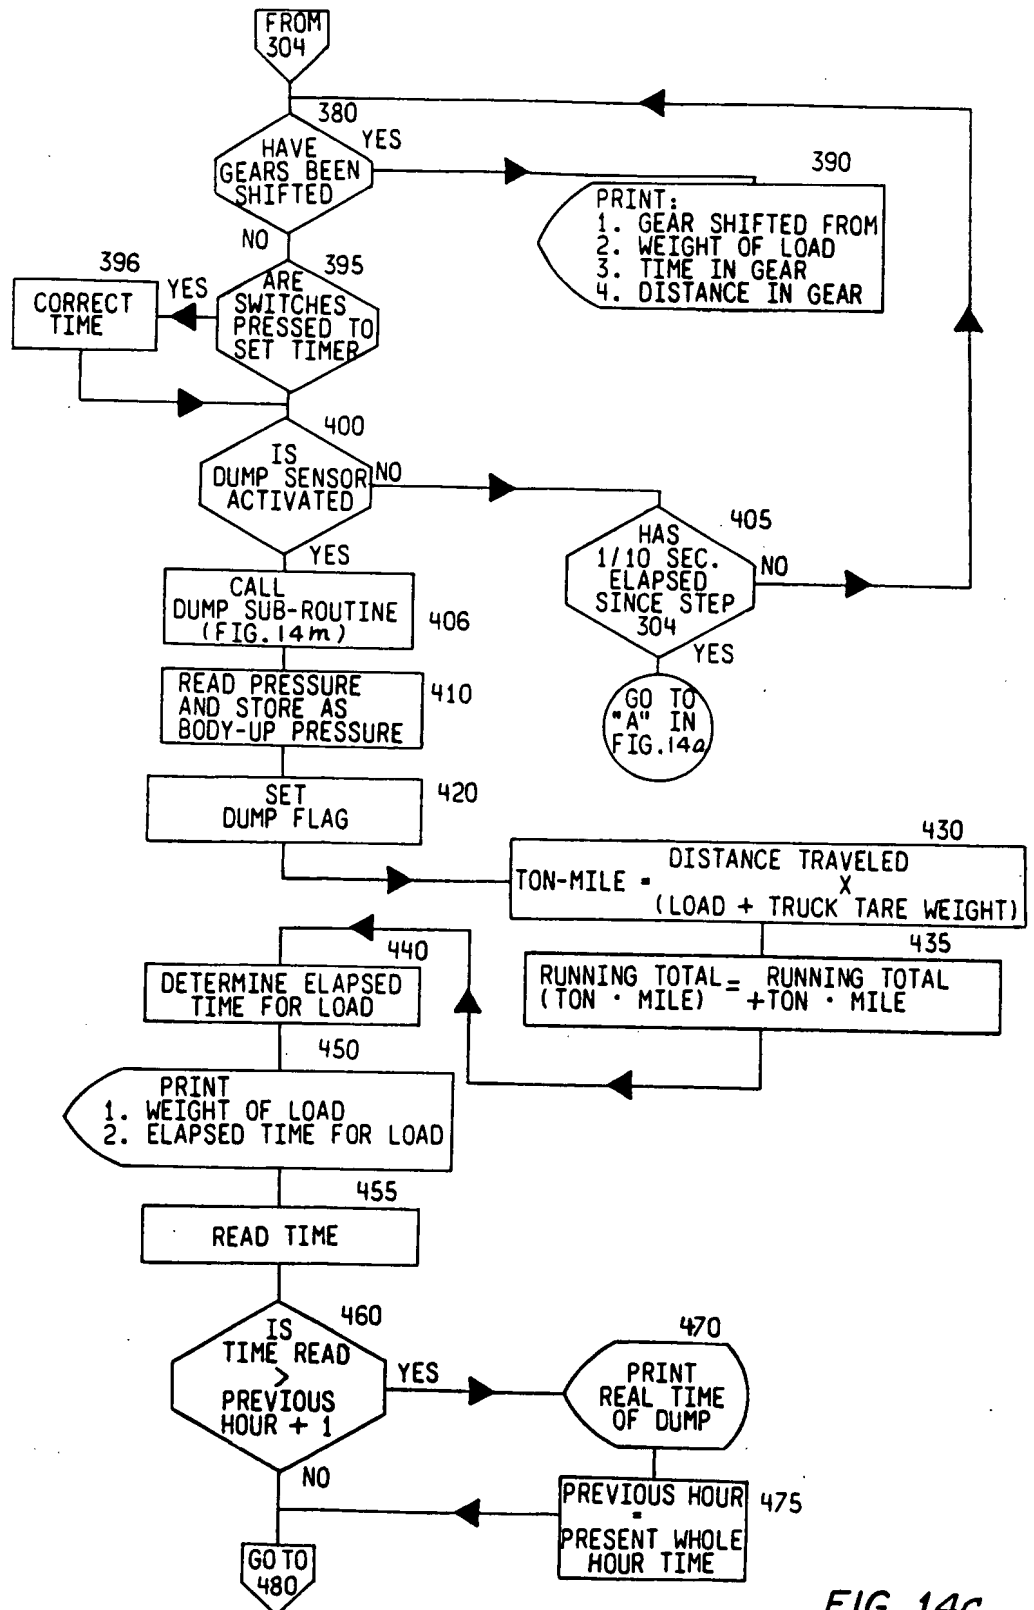 FROM
304
380
HAVE
GEARS BEEN
SHIFTED
YES
NO
390
PRINT:
1. GEAR SHIFTED FROM
2. WEIGHT OF LOAD
3. TIME IN GEAR
4. DISTANCE IN GEAR
395
ARE
SWITCHES
PRESSED TO
SET TIMER
YES
396
CORRECT
TIME
400
IS
DUMP SENSOR
ACTIVATED
NO
YES
405
HAS
1/10 SEC.
ELAPSED
SINCE STEP
304
NO
YES
GO TO
"A" IN
FIG.14a
CALL
DUMP SUB-ROUTINE
(FIG.14m)
406
READ PRESSURE
AND STORE AS
BODY-UP PRESSURE
410
SET
DUMP FLAG
420
430
DISTANCE TRAVELED
TON-MILE = X
(LOAD + TRUCK TARE WEIGHT)
435
RUNNING TOTAL = RUNNING TOTAL
(TON · MILE) +TON · MILE
440
DETERMINE ELAPSED
TIME FOR LOAD
450
PRINT
1. WEIGHT OF LOAD
2. ELAPSED TIME FOR LOAD
455
READ TIME
460
IS
TIME READ
>
PREVIOUS
HOUR + 1
YES
NO
470
PRINT
REAL TIME
OF DUMP
PREVIOUS HOUR
=
PRESENT WHOLE
HOUR TIME
475
GO TO
480
FIG. 14c